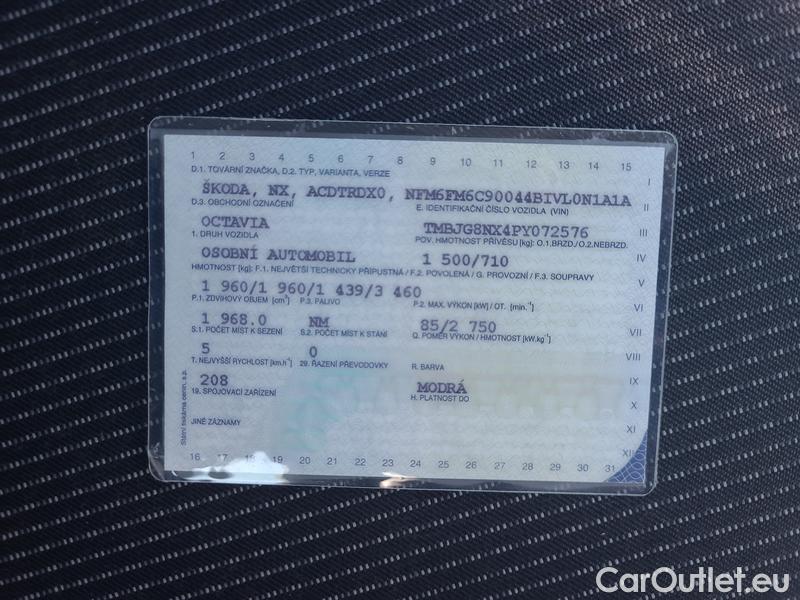 1 2 3 4 5 6 7 8 9 10 11 12 13 14 15
D.1. TOVÁRNÍ ZNAČKA, D.2. TYP, VARIANTA, VERZE
I
ŠKODA, NX, ACDTRDX0, NFM6FM6C90044BIVL0N1A1A
D.3. OBCHODNÍ OZNAČENÍ E. IDENTIFIKAČNÍ ČÍSLO VOZIDLA (VIN)
II
OCTAVIA TMBJG8NX4PY072576
III
1. DRUH VOZIDLA POV. HMOTNOST PŘÍVĚSU [kg]: O.1.BRZD./O.2.NEBRZD.
OSOBNÍ AUTOMOBIL 1 500/710
IV
HMOTNOST [kg]: F.1. NEJVĚTŠÍ TECHNICKY PŘÍPUSTNÁ / F.2. POVOLENÁ / G. PROVOZNÍ / F.3. SOUPRAVY
V
1 960/1 960/1 439/3 460
P.1. ZDVIHOVÝ OBJEM [cm³] P.3. PALIVO P.2. MAX. VÝKON [kW] / OT. [min.⁻¹]
VI
1 968.0 NM 85/2 750
S.1. POČET MÍST K SEZENÍ S.2. POČET MÍST K STÁNÍ Q. POMĚR VÝKON / HMOTNOST [kW.kg⁻¹]
VII
5 0
VIII
T. NEJVYŠŠÍ RYCHLOST [km.h⁻¹] 29. ŘAZENÍ PŘEVODOVKY R. BARVA
208 MODRÁ
IX
19. SPOJOVACÍ ZAŘÍZENÍ H. PLATNOST DO
X
JINÉ ZÁZNAMY
XI
XII
16 17 18 19 20 21 22 23 24 25 26 27 28 29 30 31
Státní tiskárna cenin, s.p.
CarOutlet.eu